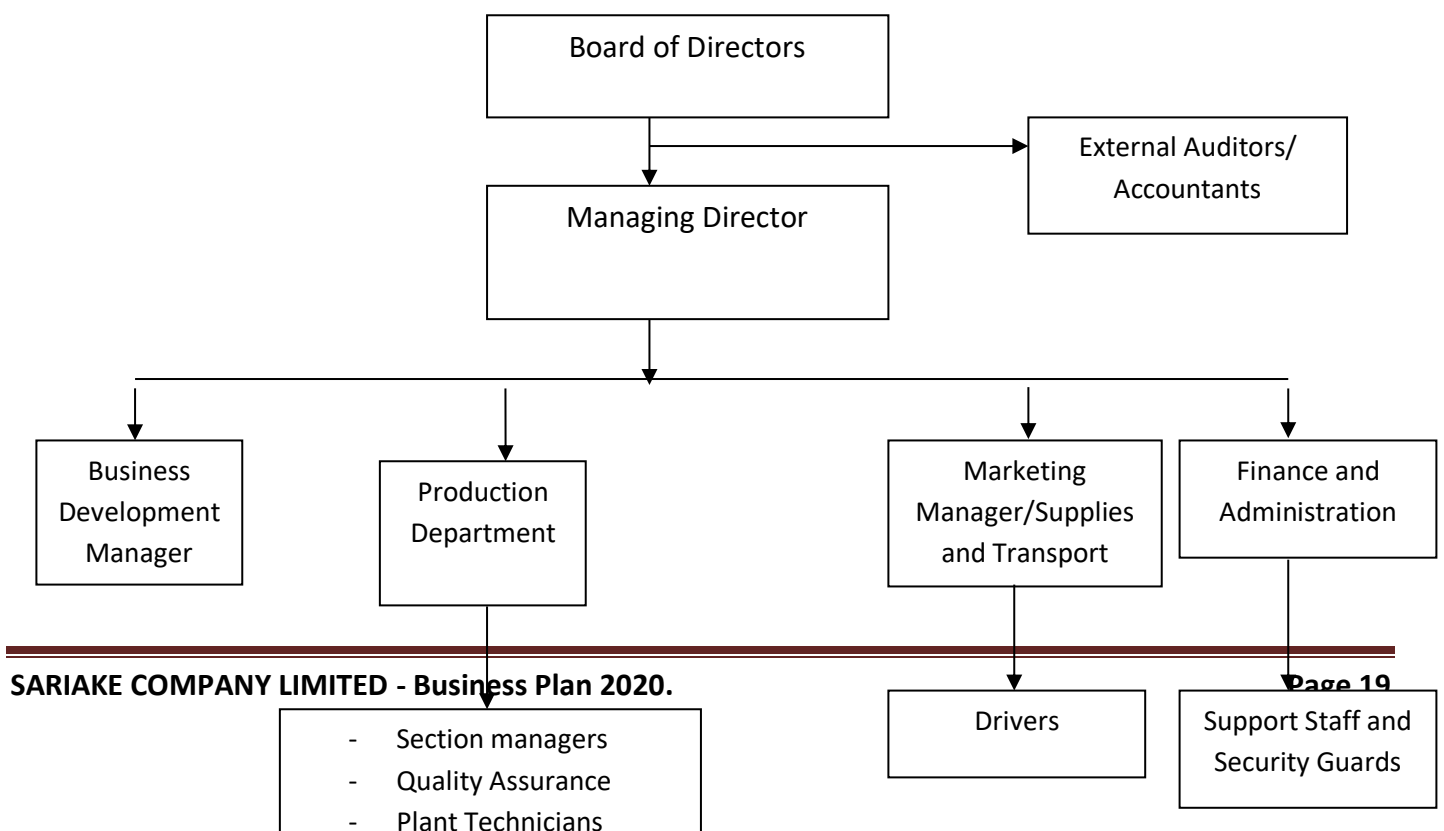 Board of Directors
External Auditors/
Accountants
Managing Director
Business
Development
Manager
Production
Department
Marketing
Manager/Supplies
and Transport
Finance and
Administration
SARIAKE COMPANY LIMITED - Business Plan 2020.
Page 19
- Section managers
- Quality Assurance
- Plant Technicians
Drivers
Support Staff and
Security Guards